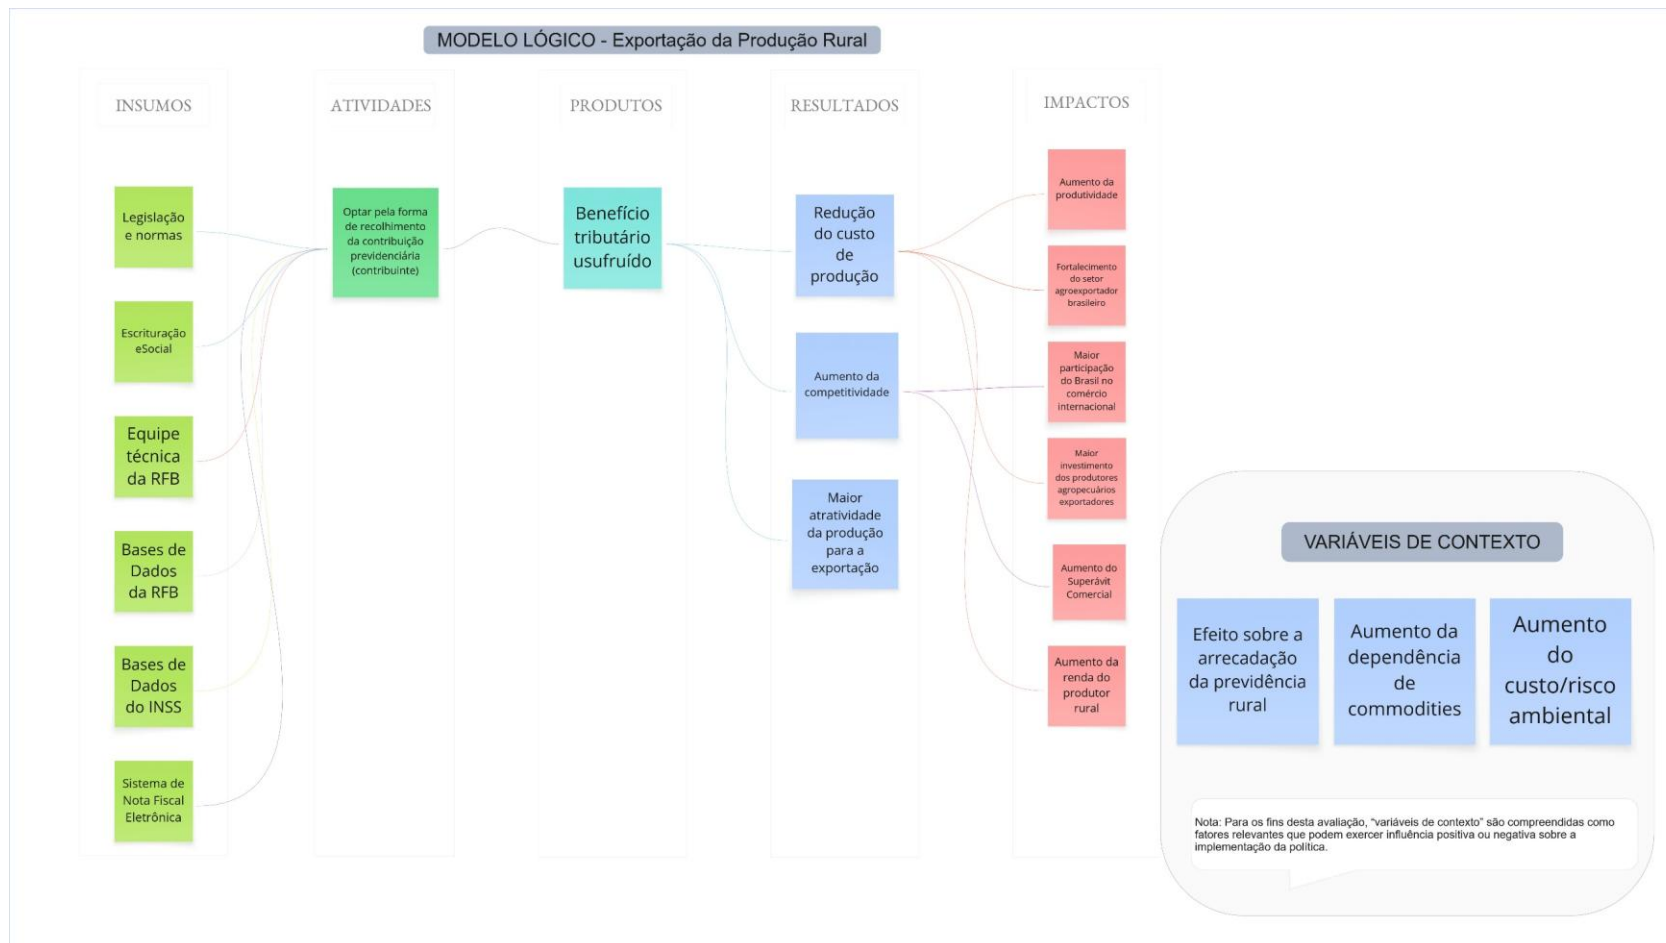 MODELO LÓGICO - Exportação da Produção Rural
INSUMOS
Legislação
e normas
Escrituração
eSocial
Equipe
técnica
da RFB
Bases de
Dados
da RFB
Bases de
Dados
do INSS
Sistema de
Nota Fiscal
Eletrônica
ATIVIDADES
Optar pela forma
de recolhimento
da contribuição
previdenciária
(contribuinte)
PRODUTOS
Benefício
tributário
usufruído
RESULTADOS
Redução
do custo
de
produção
Aumento da
competitividade
Maior
atratividade
da produção
para a
exportação
IMPACTOS
Aumento da
produtividade
Fortalecimento
do setor
agroexportador
brasileiro
Maior
participação
do Brasil no
comércio
internacional
Maior
investimento
dos produtores
agropecuários
exportadores
Aumento do
Superávit
Comercial
Aumento da
renda do
produtor
rural
VARIÁVEIS DE CONTEXTO
Efeito sobre a
arrecadação
da previdência
rural
Aumento da
dependência
de
commodities
Aumento
do
custo/risco
ambiental
Nota: Para os fins desta avaliação, “variáveis de contexto” são compreendidas como
fatores relevantes que podem exercer influência positiva ou negativa sobre a
implementação da política.